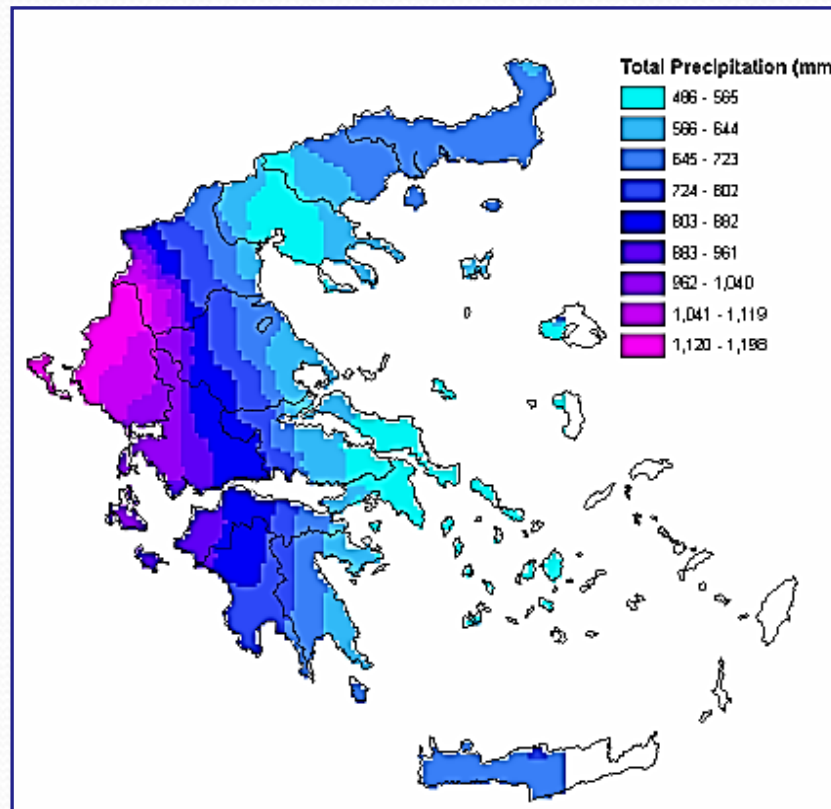 Total Precipitation (mm
486 - 565
566 - 644
645 - 723
724 - 802
803 - 882
883 - 961
962 - 1,040
1,041 - 1,119
1,120 - 1,198